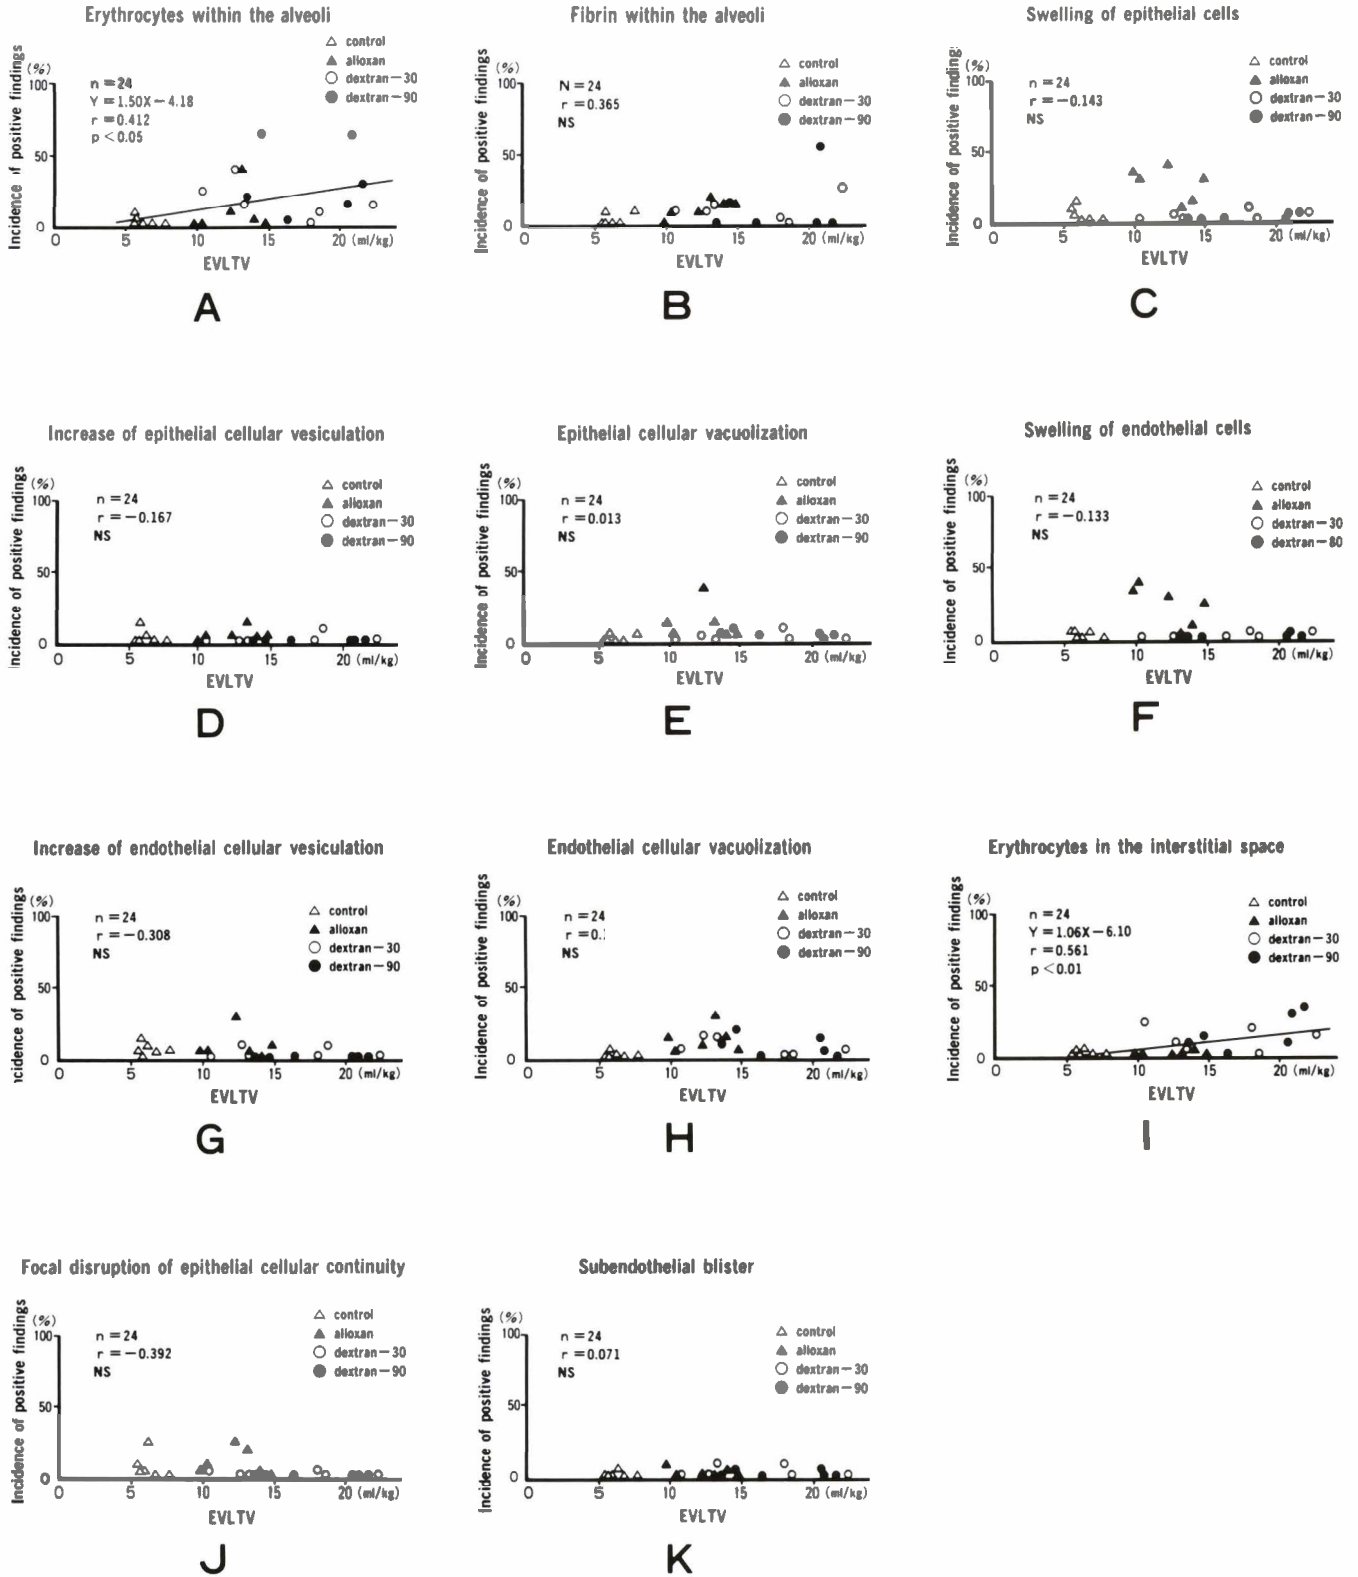 Erythrocytes within the alveoli
control
alloxan
dextran-30
dextran-90
Incidence of positive findings
(%)
100
50
0
n=24
Y=1.50X-4.18
r=0.412
p<0.05
0 5 10 15 20 (ml/kg)
EVLTV
A
Fibrin within the alveoli
control
alloxan
dextran-30
dextran-90
Incidence of positive findings
(%)
100
50
0
N=24
r=0.365
NS
0 5 10 15 20 (ml/kg)
EVLTV
B
Swelling of epithelial cells
control
alloxan
dextran-30
dextran-90
Incidence of positive finding
(%)
100
50
0
n=24
r=-0.143
NS
0 5 10 15 20 (ml/kg)
EVLTV
C
Increase of epithelial cellular vesiculation
control
alloxan
dextran-30
dextran-90
Incidence of positive findings
(%)
100
50
0
n=24
r=-0.167
NS
0 5 10 15 20 (ml/kg)
EVLTV
D
Epithelial cellular vacuolization
control
alloxan
dextran-30
dextran-90
Incidence of positive findings
(%)
100
50
0
n=24
r=0.013
NS
0 5 10 15 20 (ml/kg)
EVLTV
E
Swelling of endothelial cells
control
alloxan
dextran-30
dextran-80
Incidence of positive findings
(%)
100
50
0
n=24
r=-0.133
NS
0 5 10 15 20 (ml/kg)
EVLTV
F
Increase of endothelial cellular vesiculation
control
alloxan
dextran-30
dextran-90
ncidence of positive findings
(%)
100
50
0
n=24
r=-0.308
NS
0 5 10 15 20 (ml/kg)
EVLTV
G
Endothelial cellular vacuolization
control
alloxan
dextran-30
dextran-90
Incidence of positive findings
(%)
100
50
0
n=24
NS
0 5 10 15 20 (ml/kg)
EVLTV
H
Erythrocytes in the interstitial space
control
alloxan
dextran-30
dextran-90
Incidence of positive findings
(%)
100
50
0
n=24
Y=1.06X-6.10
r=0.561
p<0.01
0 5 10 15 20 (ml/kg)
EVLTV
I
Focal disruption of epithelial cellular continuity
control
alloxan
dextran-30
dextran-90
Incidence of positive findings
(%)
100
50
0
n=24
r=-0.392
NS
0 5 10 15 20 (ml/kg)
EVLTV
J
Subendothelial blister
control
alloxan
dextran-30
dextran-90
Incidence of positive findings
(%)
100
50
0
n=24
r=0.071
NS
0 5 10 15 20 (ml/kg)
EVLTV
K